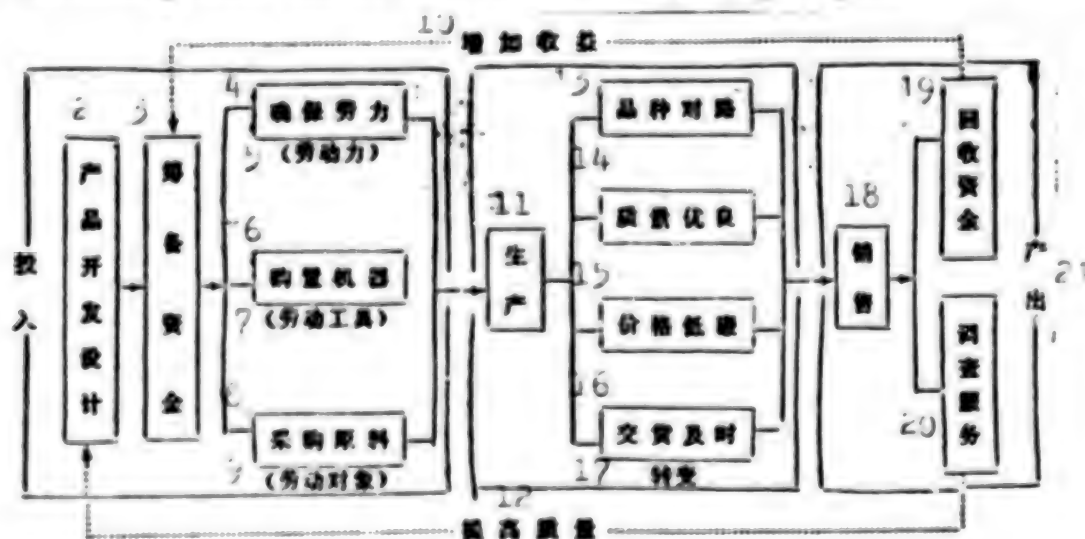 10 增加收益
投入
2 产品开发设计
3 筹备资金
4 确保劳力
5 (劳动力)
6 购置机器
7 (劳动工具)
8 采购原料
9 (劳动对象)
11 生产
品种对路
14
质量优良
15
价格低廉
16
交货及时
17 转变
18 销售
19 回收资金
20 调查服务
产出 21
12 提高质量